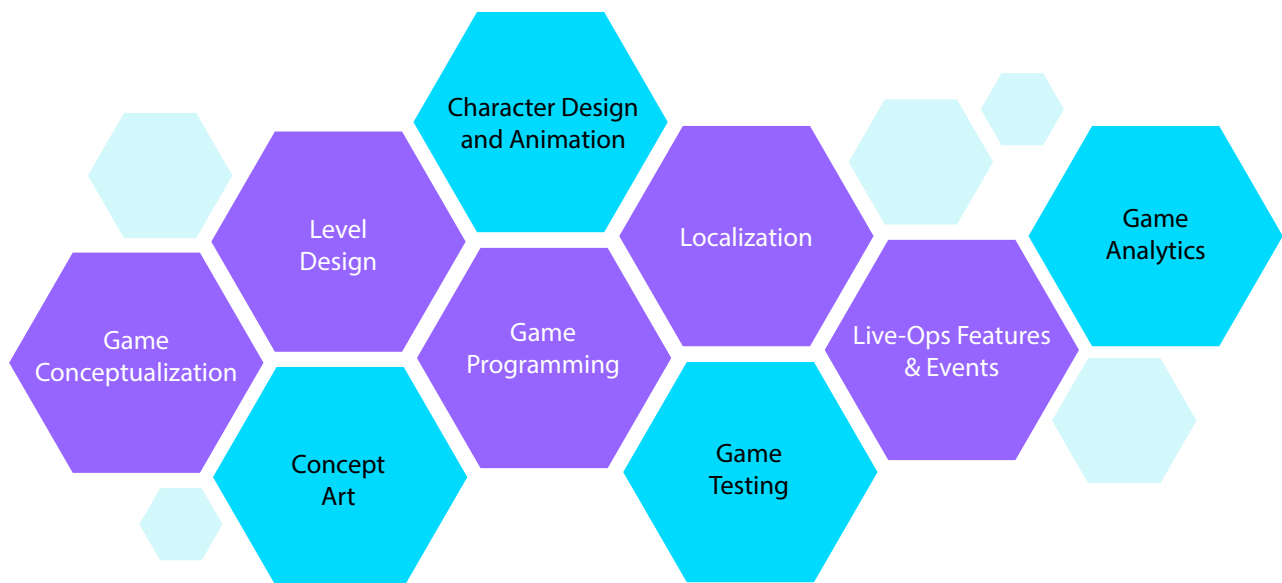 Character Design
and Animation
Level
Design
Localization
Game
Analytics
Game
Conceptualization
Game
Programming
Live-Ops Features
& Events
Concept
Art
Game
Testing